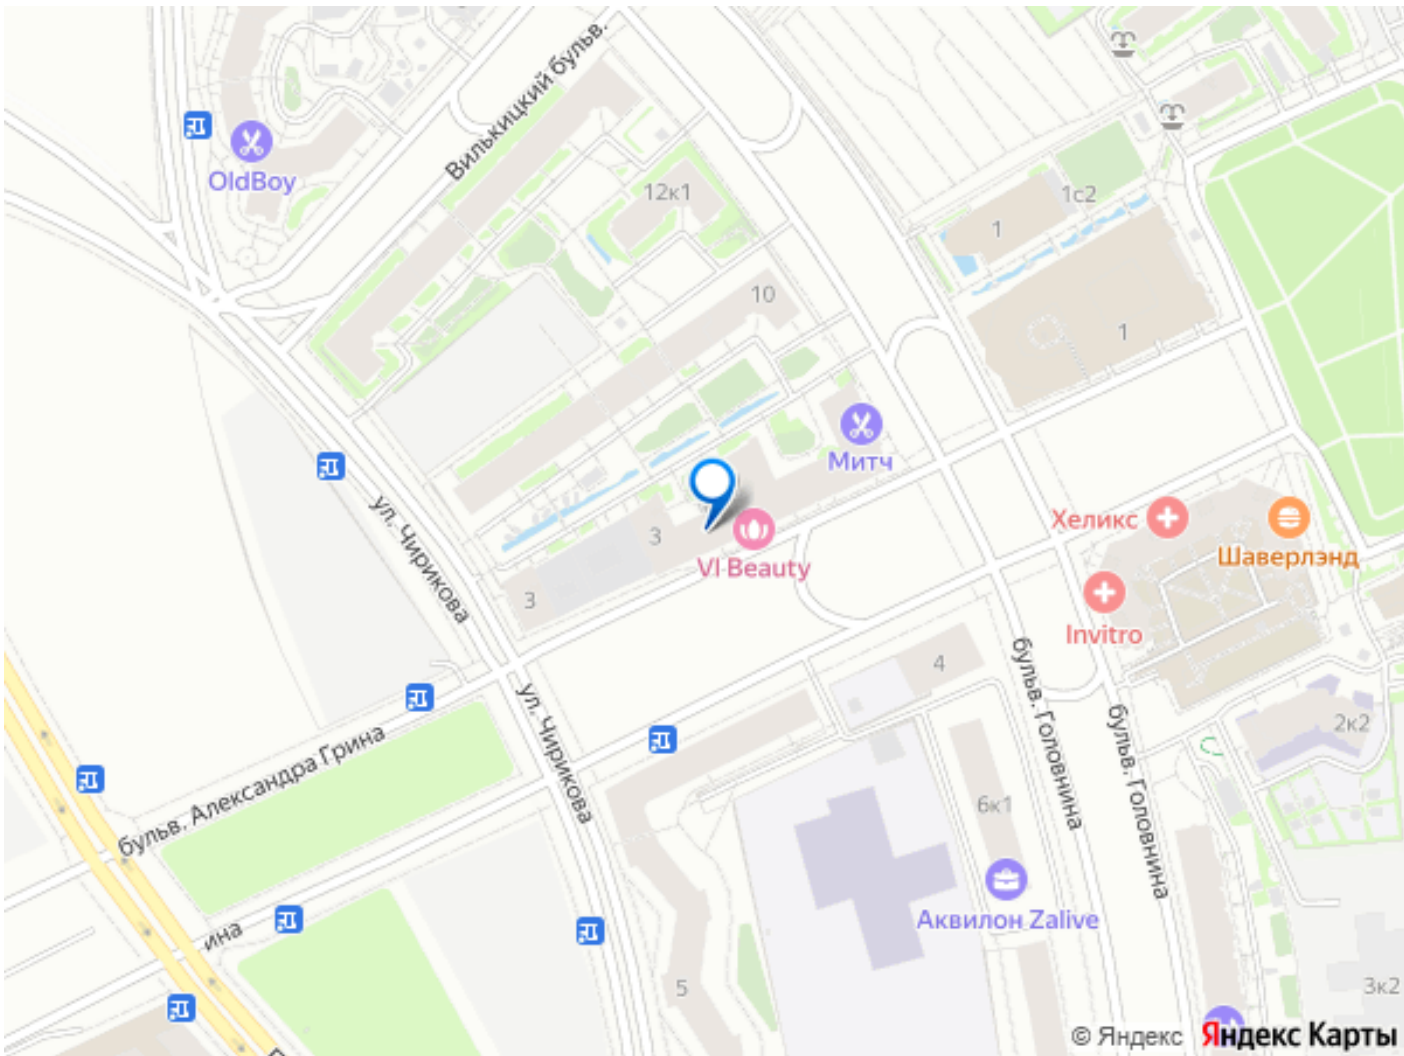 Вилькицкий бульв.
OldBoy
12к1
1с2
1
10
1
Митч
ул. Чирикова
3
VI Beauty
3
Хеликс
Шаверлэнд
Invitro
4
бульв. Головнина
бульв. Головнина
2к2
ул. Чирикова
бульв. Александра Грина
6к1
Аквилон Zalive
ина
5
3к2
© Яндекс Яндекс Карты